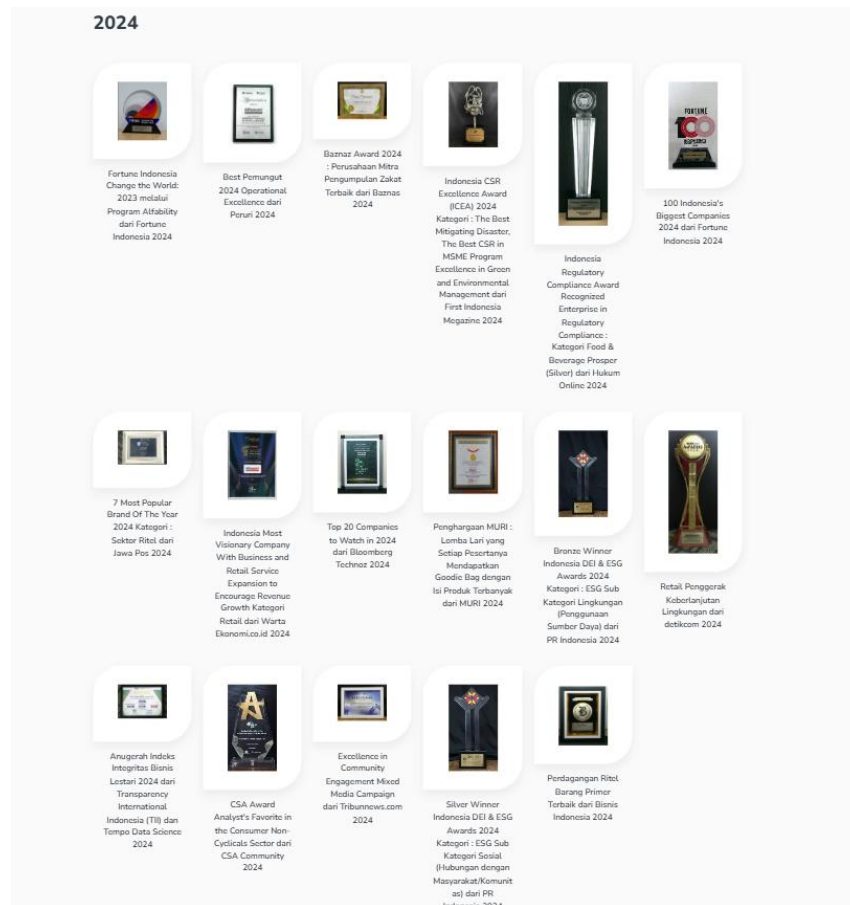 2024
Fortune Indonesia
Change the World:
2023 melalui
Program Alfability
dari Fortune
Indonesia 2024
Best Pemungut
2024 Operational
Excellence dari
Peruri 2024
Baznaz Award 2024
: Perusahaan Mitra
Pengumpulan Zakat
Terbaik dari Baznas
2024
Indonesia CSR
Excellence Award
(ICEA) 2024
Kategori : The Best
Mitigating Disaster,
The Best CSR in
MSME Program
Excellence in Green
and Environmental
Management dari
First Indonesia
Megazine 2024
Indonesia
Regulatory
Compliance Award
Recognized
Enterprise in
Regulatory
Compliance :
Kategori Food &
Beverage Prosper
(Silver) dari Hukum
Online 2024
FORTUNE
100
100 Indonesia's
Biggest Companies
2024 dari Fortune
Indonesia 2024
7 Most Popular
Brand Of The Year
2024 Kategori :
Sektor Ritel dari
Jawa Pos 2024
Indonesia Most
Visionary Company
With Business and
Retail Service
Expansion to
Encourage Revenue
Growth Kategori
Retail dari Warta
Ekonomi.co.id 2024
Top 20 Companies
to Watch in 2024
dari Bloomberg
Technoz 2024
Penghargaan MURI :
Lomba Lari yang
Setiap Pesertanya
Mendapatkan
Goodie Bag dengan
Isi Produk Terbanyak
dari MURI 2024
Bronze Winner
Indonesia DEI & ESG
Awards 2024
Kategori : ESG Sub
Kategori Lingkungan
(Penggunaan
Sumber Daya) dari
PR Indonesia 2024
Retail Penggerak
Keberlanjutan
Lingkungan dari
detikcom 2024
Anugerah Indeks
Integritas Bisnis
Lestari 2024 dari
Transparency
International
Indonesia (TII) dan
Tempo Data Science
2024
CSA Award
Analyst's Favorite in
the Consumer Non-
Cyclicals Sector dari
CSA Community
2024
Excellence in
Community
Engagement Mixed
Media Campaign
dari Tribunnews.com
2024
Silver Winner
Indonesia DEI & ESG
Awards 2024
Kategori : ESG Sub
Kategori Sosial
(Hubungan dengan
Masyarakat/Komunit
as) dari PR
Indonesia 2024
Perdagangan Ritel
Barang Primer
Terbaik dari Bisnis
Indonesia 2024